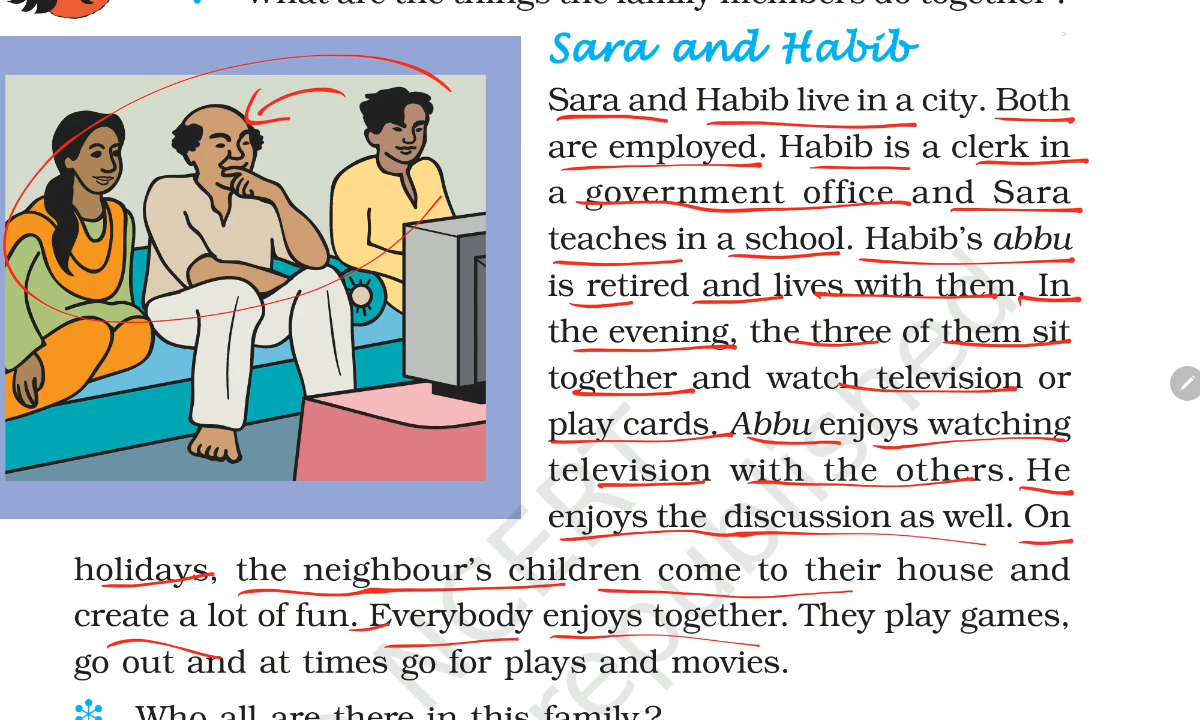 What are the things the family members do together?
Sara and Habib
Sara and Habib live in a city. Both
are employed. Habib is a clerk in
a government office and Sara
teaches in a school. Habib's abbu
is retired and lives with them. In
the evening, the three of them sit
together and watch television or
play cards. Abbu enjoys watching
television with the others. He
enjoys the discussion as well. On
holidays, the neighbour's children come to their house and
create a lot of fun. Everybody enjoys together. They play games,
go out and at times go for plays and movies.
Who all are there in this family?
NCERT
republished